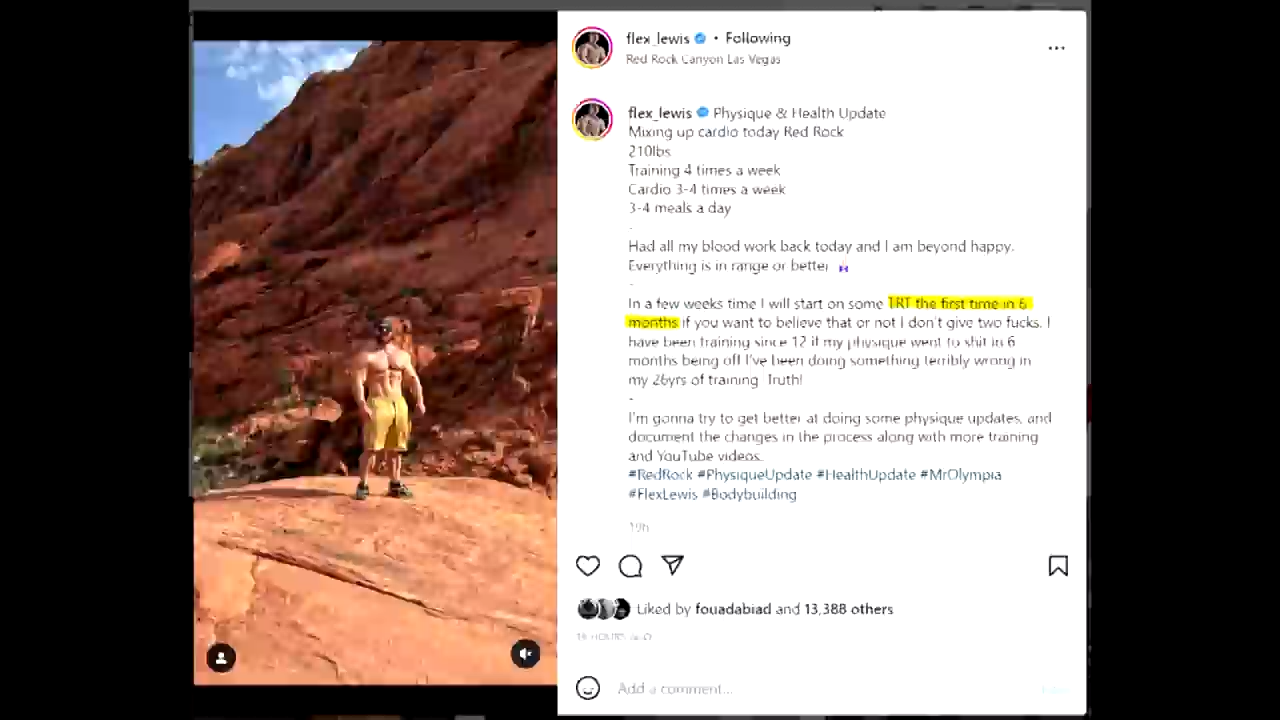 flex_lewis • Following
Red Rock Canyon Las Vegas
flex_lewis Physique & Health Update
Mixing up cardio today Red Rock
210lbs
Training 4 times a week
Cardio 3-4 times a week
3-4 meals a day
.
Had all my blood work back today and I am beyond happy.
Everything is in range or better
-
In a few weeks time I will start on some TRT the first time in 6
months if you want to believe that or not I don't give two fucks. I
have been training since 12 if my physique went to shit in 6
months being off I've been doing something terribly wrong in
my 26yrs of training Truth!
-
I'm gonna try to get better at doing some physique updates, and
document the changes in the process along with more training
and YouTube videos.
#RedRock #PhysiqueUpdate #HealthUpdate #MrOlympia
#FlexLewis #Bodybuilding
19h
Liked by fouadabiad and 13,388 others
19 HOURS AGO
Add a comment...